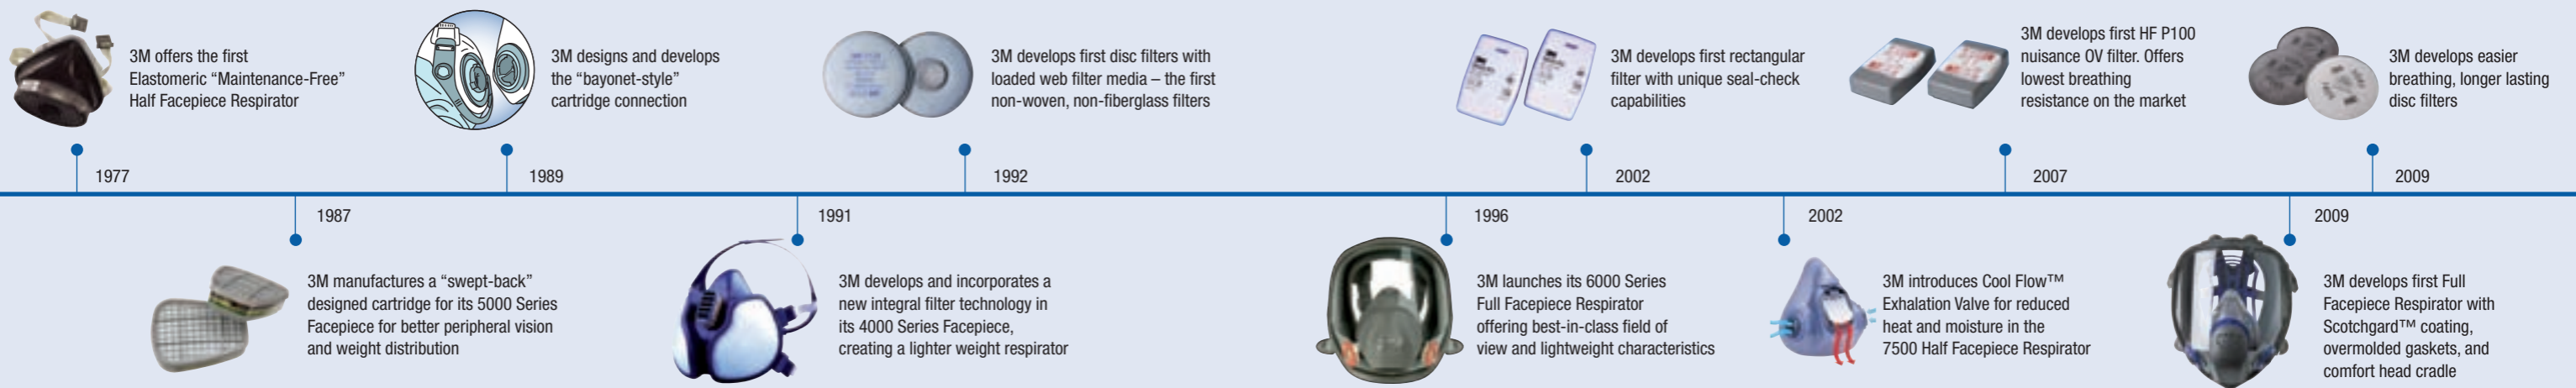 3M offers the first
Elastomeric “Maintenance-Free”
Half Facepiece Respirator
1977
3M manufactures a “swept-back”
designed cartridge for its 5000 Series
Facepiece for better peripheral vision
and weight distribution
1987
3M designs and develops
the “bayonet-style”
cartridge connection
1989
3M develops and incorporates a
new integral filter technology in
its 4000 Series Facepiece,
creating a lighter weight respirator
1991
3M develops first disc filters with
loaded web filter media – the first
non-woven, non-fiberglass filters
1992
1996
3M launches its 6000 Series
Full Facepiece Respirator
offering best-in-class field of
view and lightweight characteristics
3M develops first rectangular
filter with unique seal-check
capabilities
2002
2002
3M introduces Cool Flow™
Exhalation Valve for reduced
heat and moisture in the
7500 Half Facepiece Respirator
3M develops first HF P100
nuisance OV filter. Offers
lowest breathing
resistance on the market
2007
2009
3M develops first Full
Facepiece Respirator with
Scotchgard™ coating,
overmolded gaskets, and
comfort head cradle
3M develops easier
breathing, longer lasting
disc filters
2009